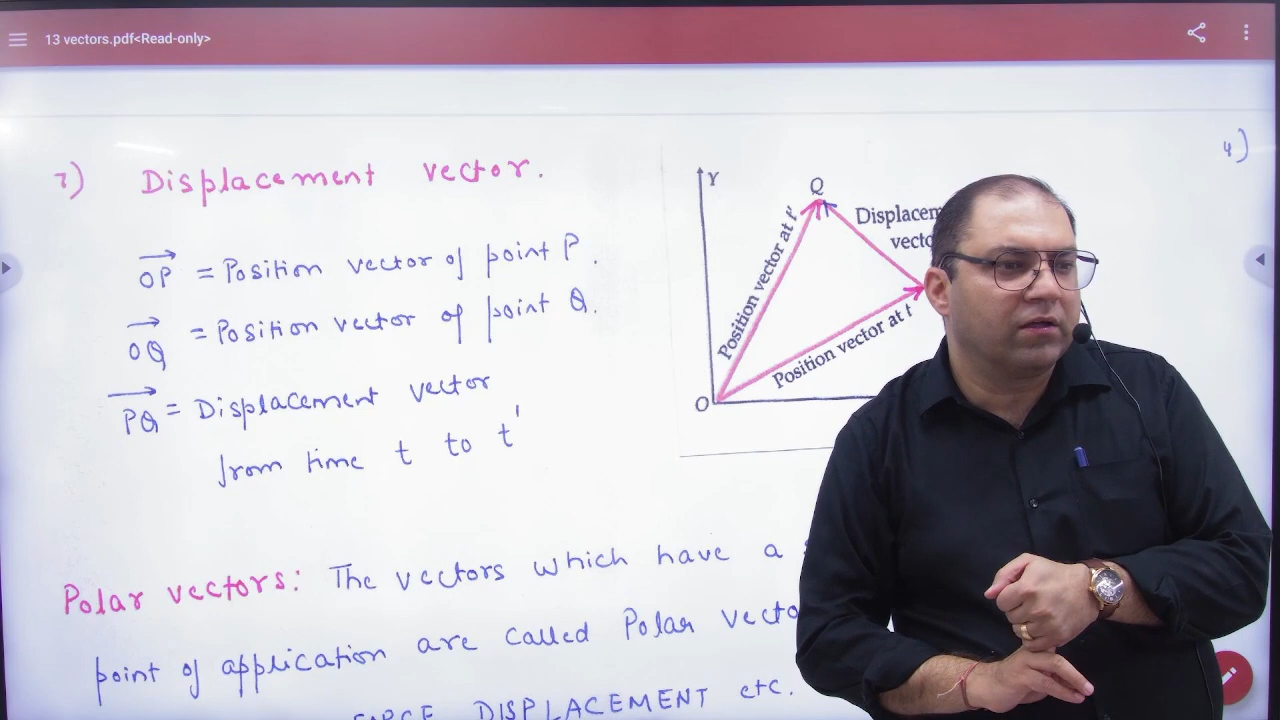 13 vectors.pdf<Read-only>
4)
7) Displacement vector.
OP = Position vector of point P.
OQ = Position vector of point Q.
PQ = Displacement vector
from time t to t'
Y
Q
Position vector at t'
Position vector at t
O
Polar vectors: The vectors which have a
point of application are called Polar
DISPLACEMENT etc.